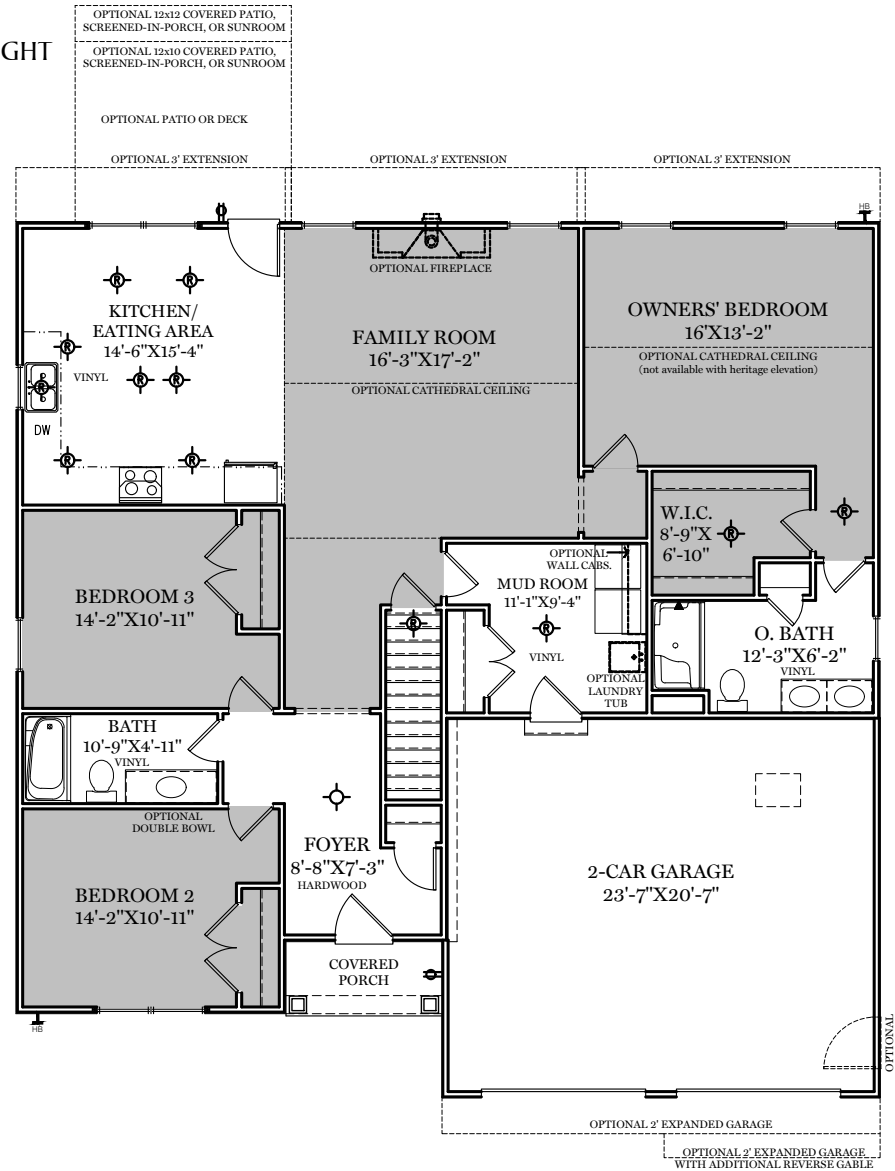 OPTIONAL 12x12 COVERED PATIO,
SCREENED-IN-PORCH, OR SUNROOM
GHT
OPTIONAL 12x10 COVERED PATIO,
SCREENED-IN-PORCH, OR SUNROOM
OPTIONAL PATIO OR DECK
OPTIONAL 3' EXTENSION
OPTIONAL 3' EXTENSION
OPTIONAL 3' EXTENSION
HB
OPTIONAL FIREPLACE
R
R
KITCHEN/
EATING AREA
14'-6"X15'-4"
R
VINYL
R
R
R
DW
R
R
FAMILY ROOM
16'-3"X17'-2"
OPTIONAL CATHEDRAL CEILING
OWNERS' BEDROOM
16'X13'-2"
OPTIONAL CATHEDRAL CEILING
(not available with heritage elevation)
W.I.C.
8'-9"X
6'-10"
R
R
BEDROOM 3
14'-2"X10'-11"
OPTIONAL
WALL CABS.
MUD ROOM
11'-1"X9'-4"
R
R
VINYL
OPTIONAL
LAUNDRY
TUB
O. BATH
12'-3"X6'-2"
VINYL
BATH
10'-9"X4'-11"
VINYL
OPTIONAL
DOUBLE BOWL
FOYER
8'-8"X7'-3"
HARDWOOD
2-CAR GARAGE
23'-7"X20'-7"
BEDROOM 2
14'-2"X10'-11"
COVERED
PORCH
HB
OPTIONAL
OPTIONAL 2' EXPANDED GARAGE
OPTIONAL 2' EXPANDED GARAGE
WITH ADDITIONAL REVERSE GABLE